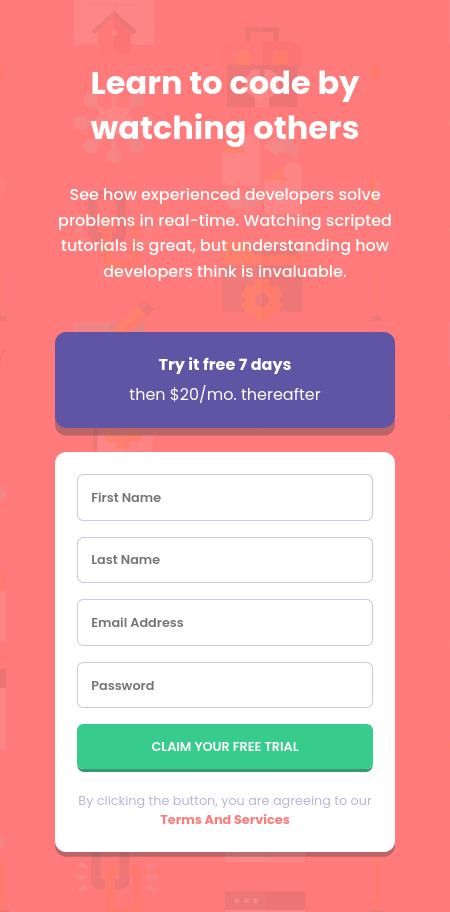 Learn to code by
watching others
See how experienced developers solve
problems in real-time. Watching scripted
tutorials is great, but understanding how
developers think is invaluable.
Try it free 7 days
then $20/mo. thereafter
First Name
Last Name
Email Address
Password
CLAIM YOUR FREE TRIAL
By clicking the button, you are agreeing to our
Terms And Services